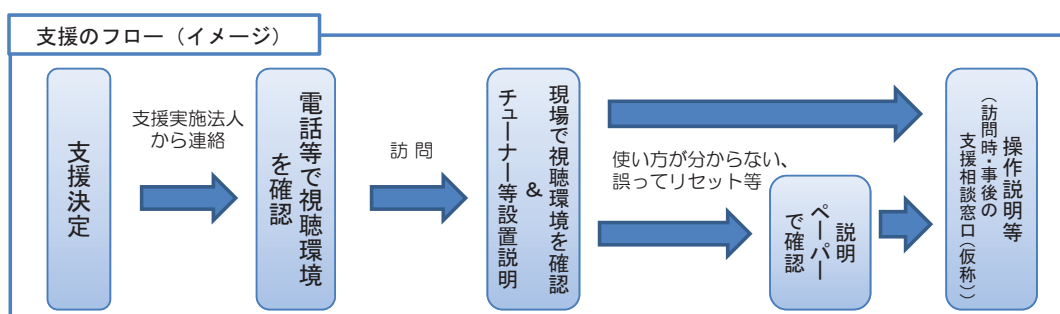 支援のフロー（イメージ）
支援決定
支援実施法人
から連絡
電話等で視聴環境
を確認
訪 問
現場で視聴環境を確認
&
チューナー等設置説明
使い方が分からない、
誤ってリセット等
説明
ペーパー
で確認
操作説明等
（訪問時・事後の
支援相談窓口（仮称））